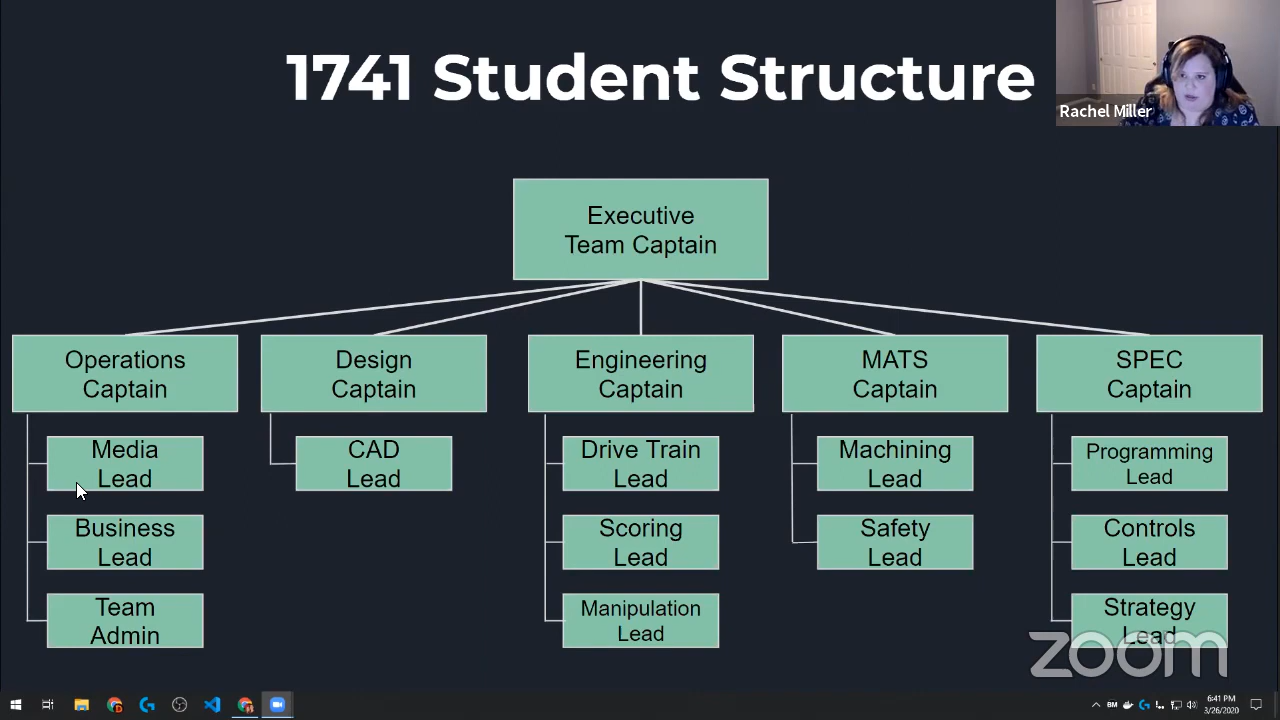 1741 Student Structure
Rachel Miller
Executive
Team Captain
Operations
Captain
Design
Captain
Engineering
Captain
MATS
Captain
SPEC
Captain
Media
Lead
CAD
Lead
Drive Train
Lead
Machining
Lead
Programming
Lead
Business
Lead
Scoring
Lead
Safety
Lead
Controls
Lead
Team
Admin
Manipulation
Lead
Strategy
Lead
zoom
BM
6:41 PM
3/26/2020